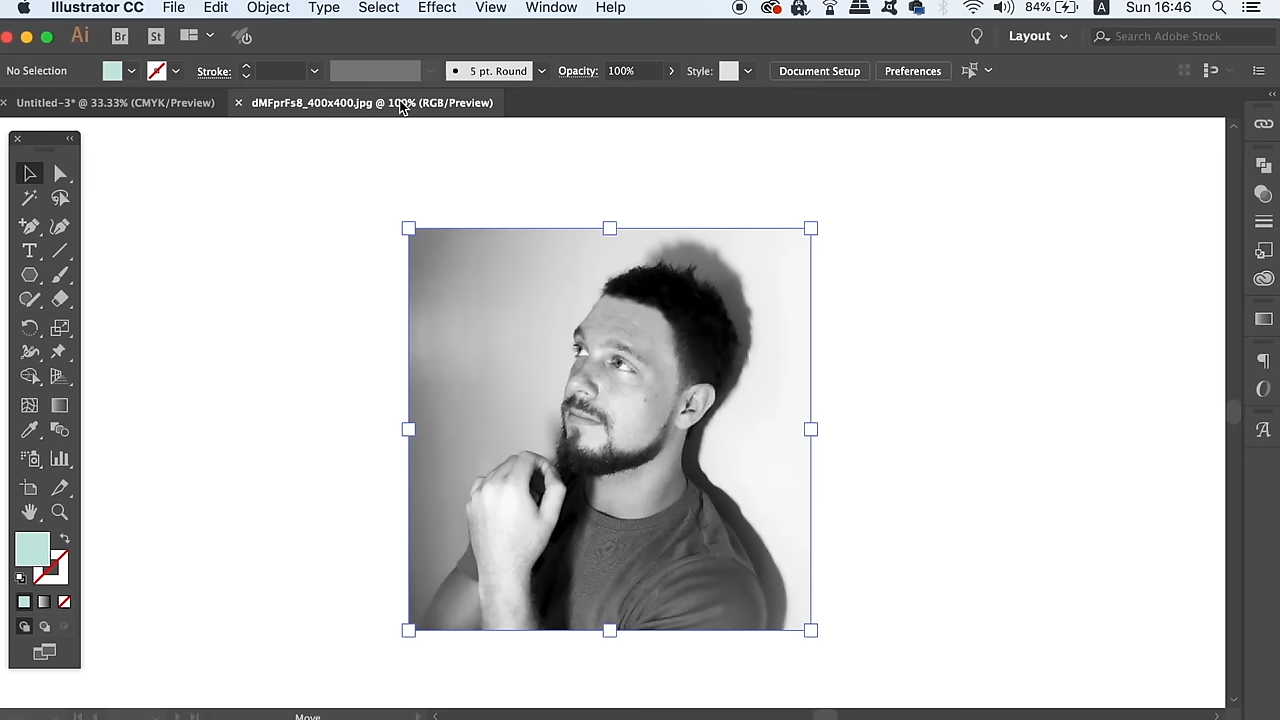 Illustrator CC File Edit Object Type Select Effect View Window Help 84% A Sun 16:46
Ai Br St Layout Search Adobe Stock
No Selection Stroke: 5 pt. Round Opacity: 100% Style: Document Setup Preferences
Untitled-3* @ 33.33% (CMYK/Preview) dMFprFs8_400x400.jpg @ 100% (RGB/Preview)
Move